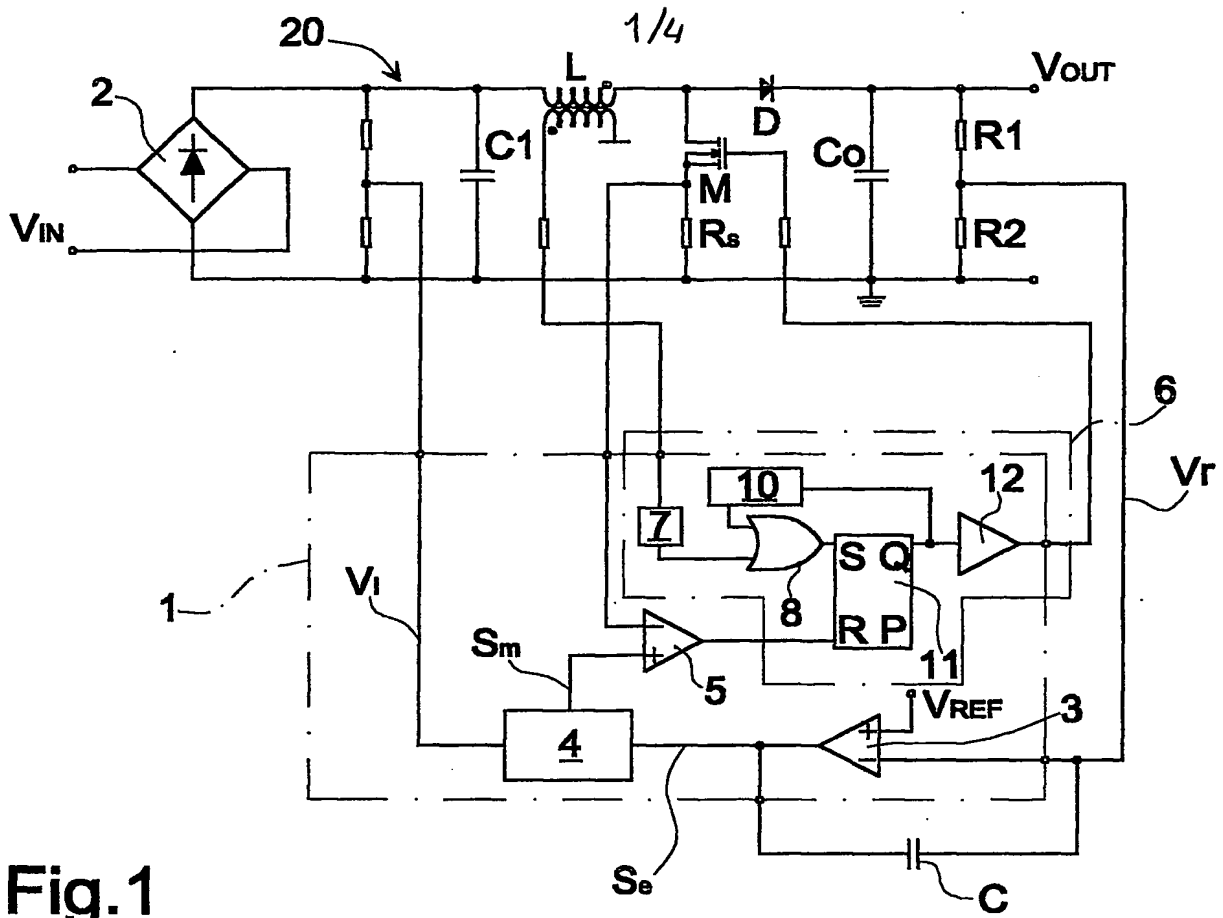 1/4
20
L
VOUT
2
D
R1
C1
Co
M
VIN
Rs
R2
6
10
12
Vr
7
S Q
VI
8
1
R P
Sm
5
11
VREF
3
4
Se
C
Fig.1